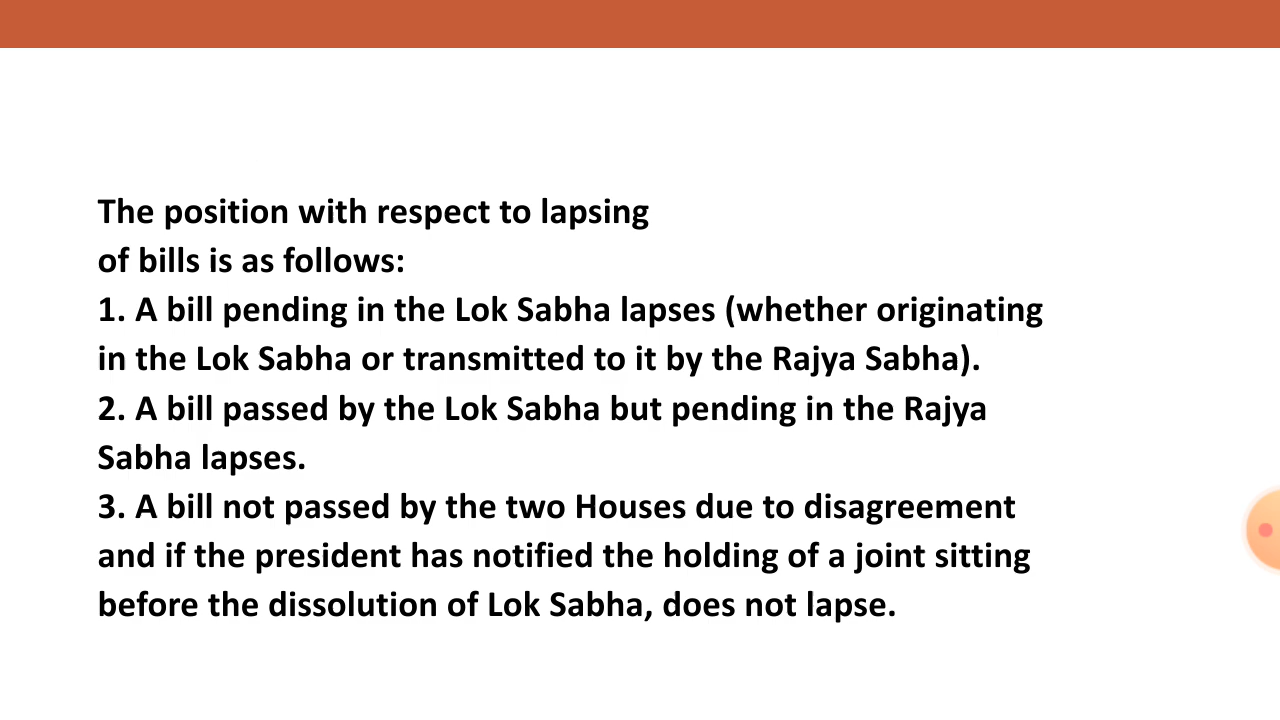 The position with respect to lapsing
of bills is as follows:
1. A bill pending in the Lok Sabha lapses (whether originating
in the Lok Sabha or transmitted to it by the Rajya Sabha).
2. A bill passed by the Lok Sabha but pending in the Rajya
Sabha lapses.
3. A bill not passed by the two Houses due to disagreement
and if the president has notified the holding of a joint sitting
before the dissolution of Lok Sabha, does not lapse.